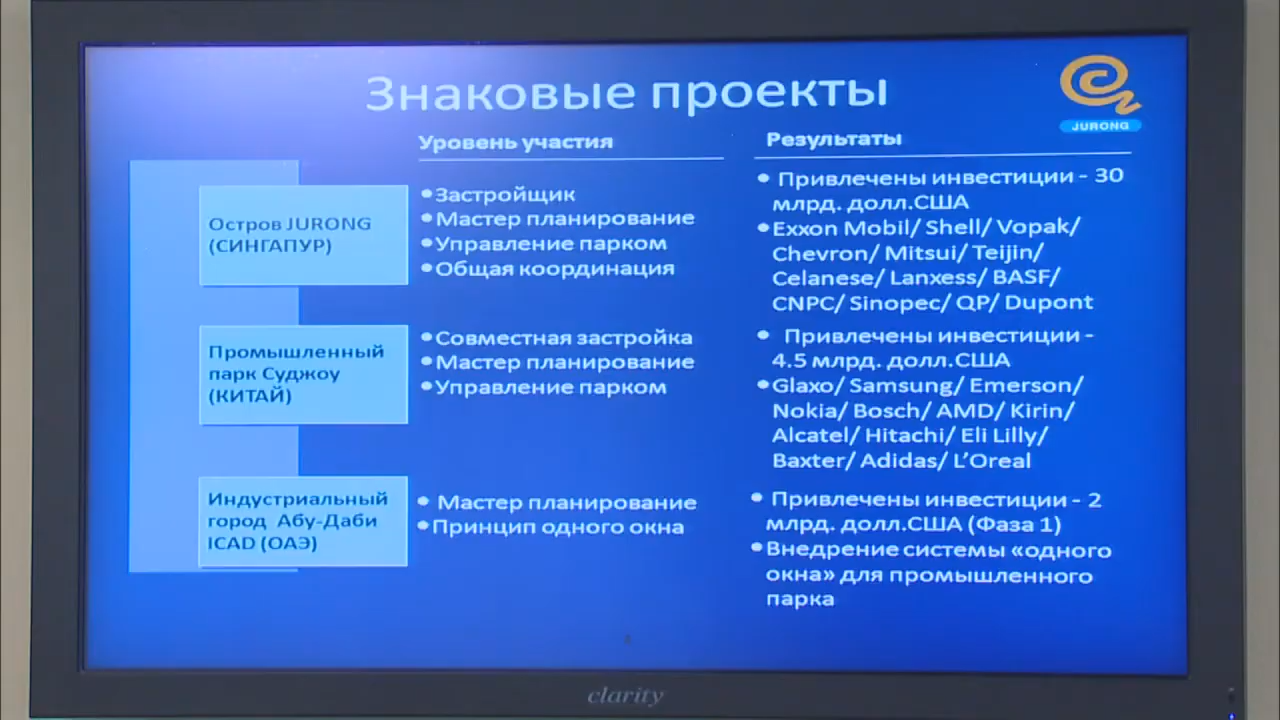 Знаковые проекты
JURONG
Уровень участия
Результаты
Остров JURONG
(СИНГАПУР)
•Застройщик
•Мастер планирование
•Управление парком
•Общая координация
• Привлечены инвестиции - 30
млрд. долл.США
•Exxon Mobil/ Shell/ Vopak/
Chevron/ Mitsui/ Teijin/
Celanese/ Lanxess/ BASF/
CNPC/ Sinopec/ QP/ Dupont
Промышленный
парк Суджоу
(КИТАЙ)
•Совместная застройка
•Мастер планирование
•Управление парком
• Привлечены инвестиции -
4.5 млрд. долл.США
•Glaxo/ Samsung/ Emerson/
Nokia/ Bosch/ AMD/ Kirin/
Alcatel/ Hitachi/ Eli Lilly/
Baxter/ Adidas/ L’Oreal
Индустриальный
город Абу-Даби
ICAD (ОАЭ)
• Мастер планирование
•Принцип одного окна
• Привлечены инвестиции - 2
млрд. долл.США (Фаза 1)
•Внедрение системы «одного
окна» для промышленного
парка
clarity